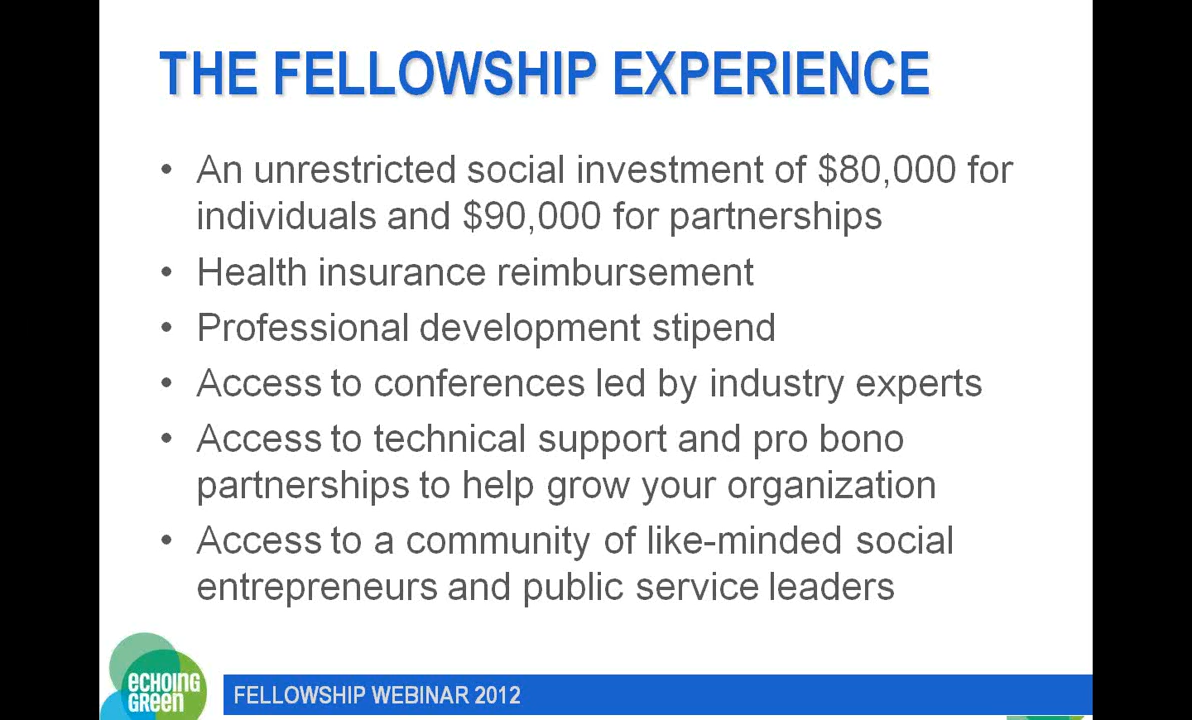 THE FELLOWSHIP EXPERIENCE
• An unrestricted social investment of $80,000 for
individuals and $90,000 for partnerships
• Health insurance reimbursement
• Professional development stipend
• Access to conferences led by industry experts
• Access to technical support and pro bono
partnerships to help grow your organization
• Access to a community of like-minded social
entrepreneurs and public service leaders
echoing
green
FELLOWSHIP WEBINAR 2012